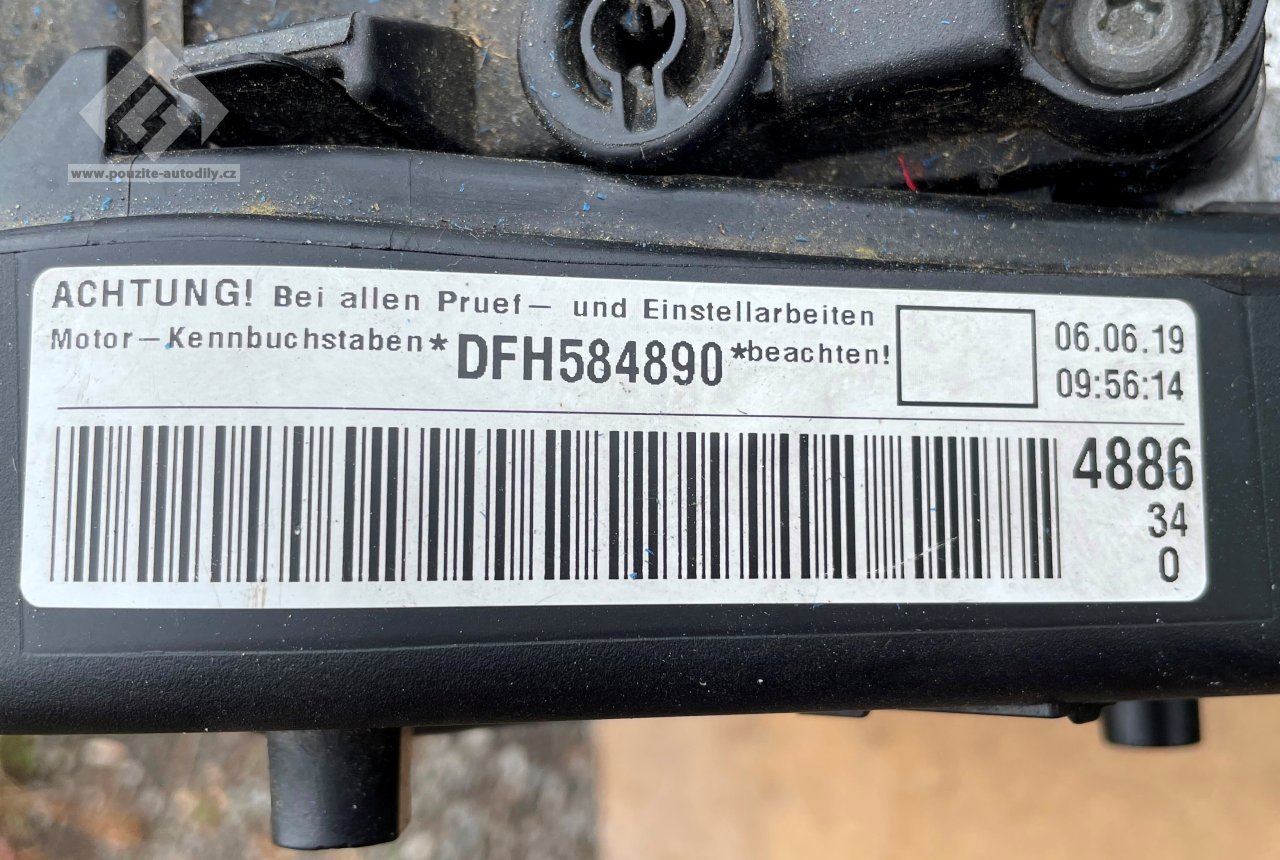 www.pouzite-autodily.cz
ACHTUNG! Bei allen Pruef– und Einstellarbeiten
Motor–Kennbuchstaben*DFH584890*beachten!
06.06.19
09:56:14
4886
34
0